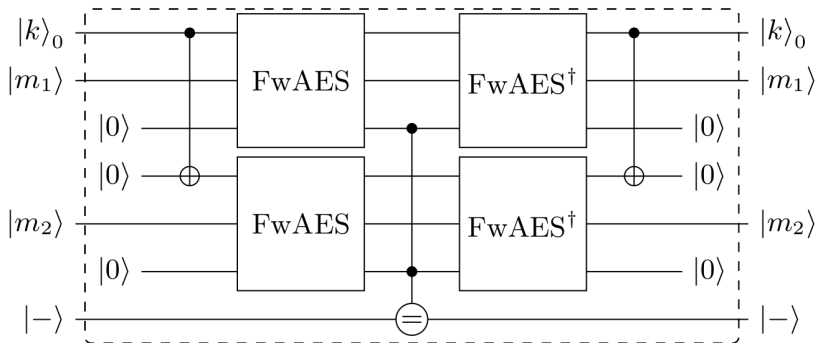 |k⟩₀ |k⟩₀
|m₁⟩ FwAES FwAES† |m₁⟩
|0⟩ |0⟩
|0⟩ |0⟩
|m₂⟩ FwAES FwAES† |m₂⟩
|0⟩ |0⟩
|−⟩ = |−⟩